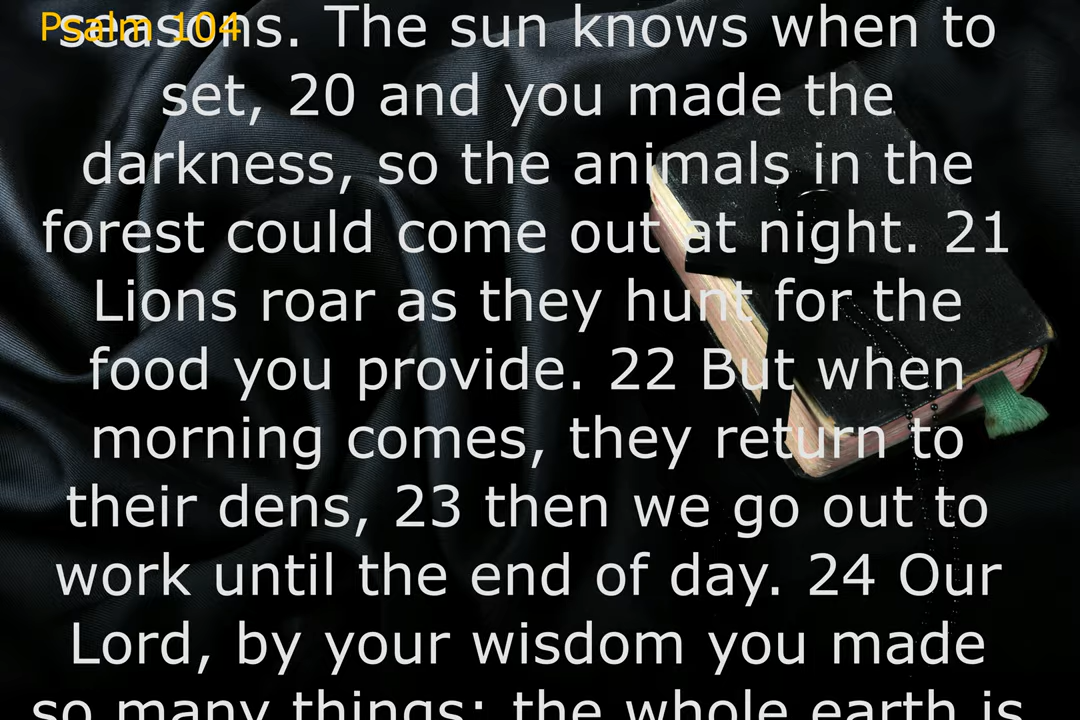 Psalm 104
seasons. The sun knows when to
set, 20 and you made the
darkness, so the animals in the
forest could come out at night. 21
Lions roar as they hunt for the
food you provide. 22 But when
morning comes, they return to
their dens, 23 then we go out to
work until the end of day. 24 Our
Lord, by your wisdom you made
so many things; the whole earth is